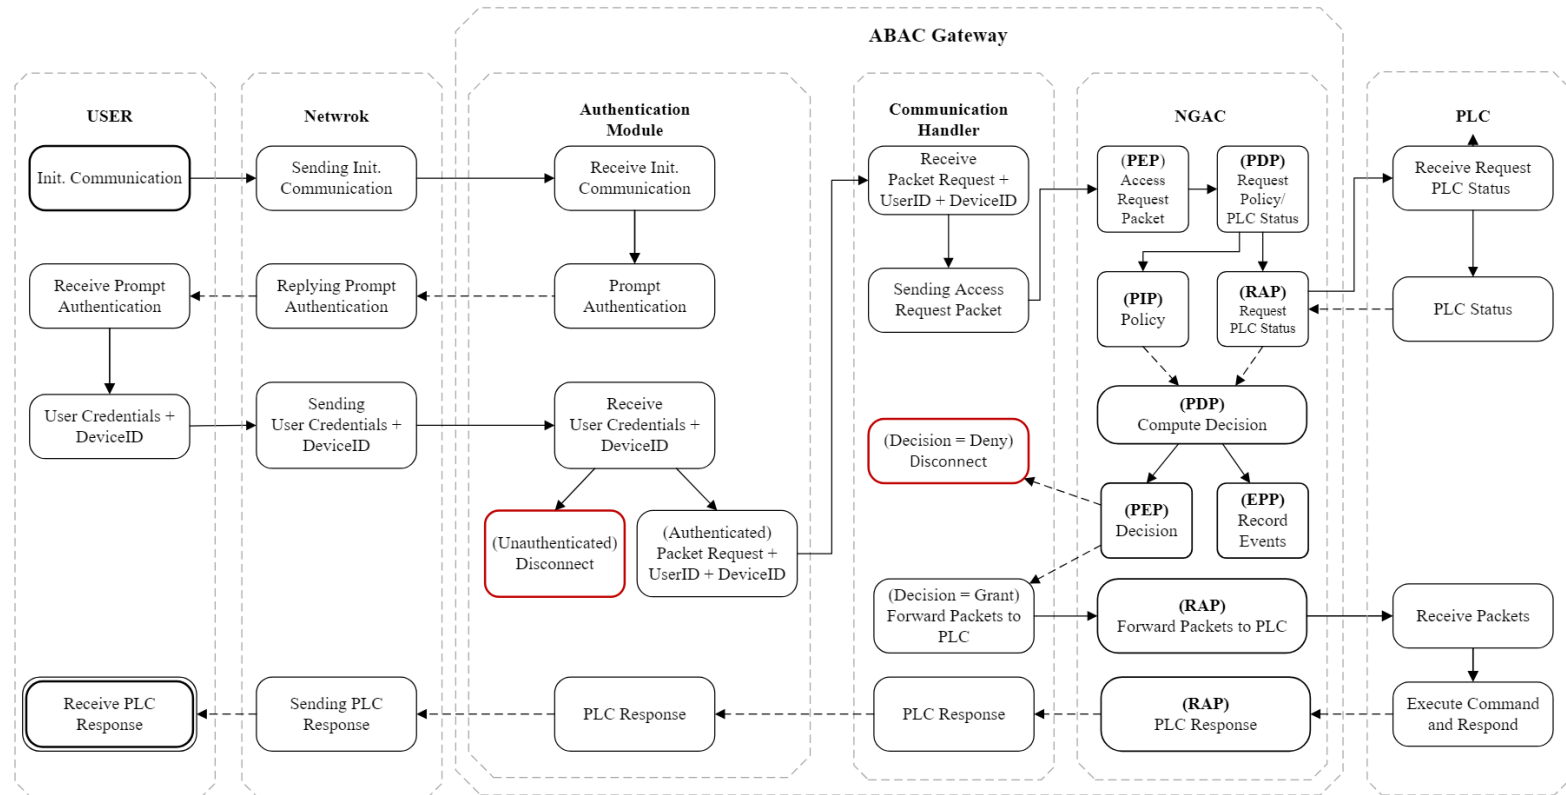 ABAC Gateway
USER
Netwrok
Authentication
Module
Communication
Handler
NGAC
PLC
Init. Communication
Sending Init.
Communication
Receive Init.
Communication
Receive
Packet Request +
UserID + DeviceID
(PEP)
Access
Request
Packet
(PDP)
Request
Policy/
PLC Status
Receive Request
PLC Status
Receive Prompt
Authentication
Replying Prompt
Authentication
Prompt
Authentication
Sending Access
Request Packet
(PIP)
Policy
(RAP)
Request
PLC Status
PLC Status
User Credentials +
DeviceID
Sending
User Credentials +
DeviceID
Receive
User Credentials +
DeviceID
(Decision = Deny)
Disconnect
(PDP)
Compute Decision
(Unauthenticated)
Disconnect
(Authenticated)
Packet Request +
UserID + DeviceID
(PEP)
Decision
(EPP)
Record
Events
(Decision = Grant)
Forward Packets to
PLC
(RAP)
Forward Packets to PLC
Receive Packets
Receive PLC
Response
Sending PLC
Response
PLC Response
PLC Response
(RAP)
PLC Response
Execute Command
and Respond